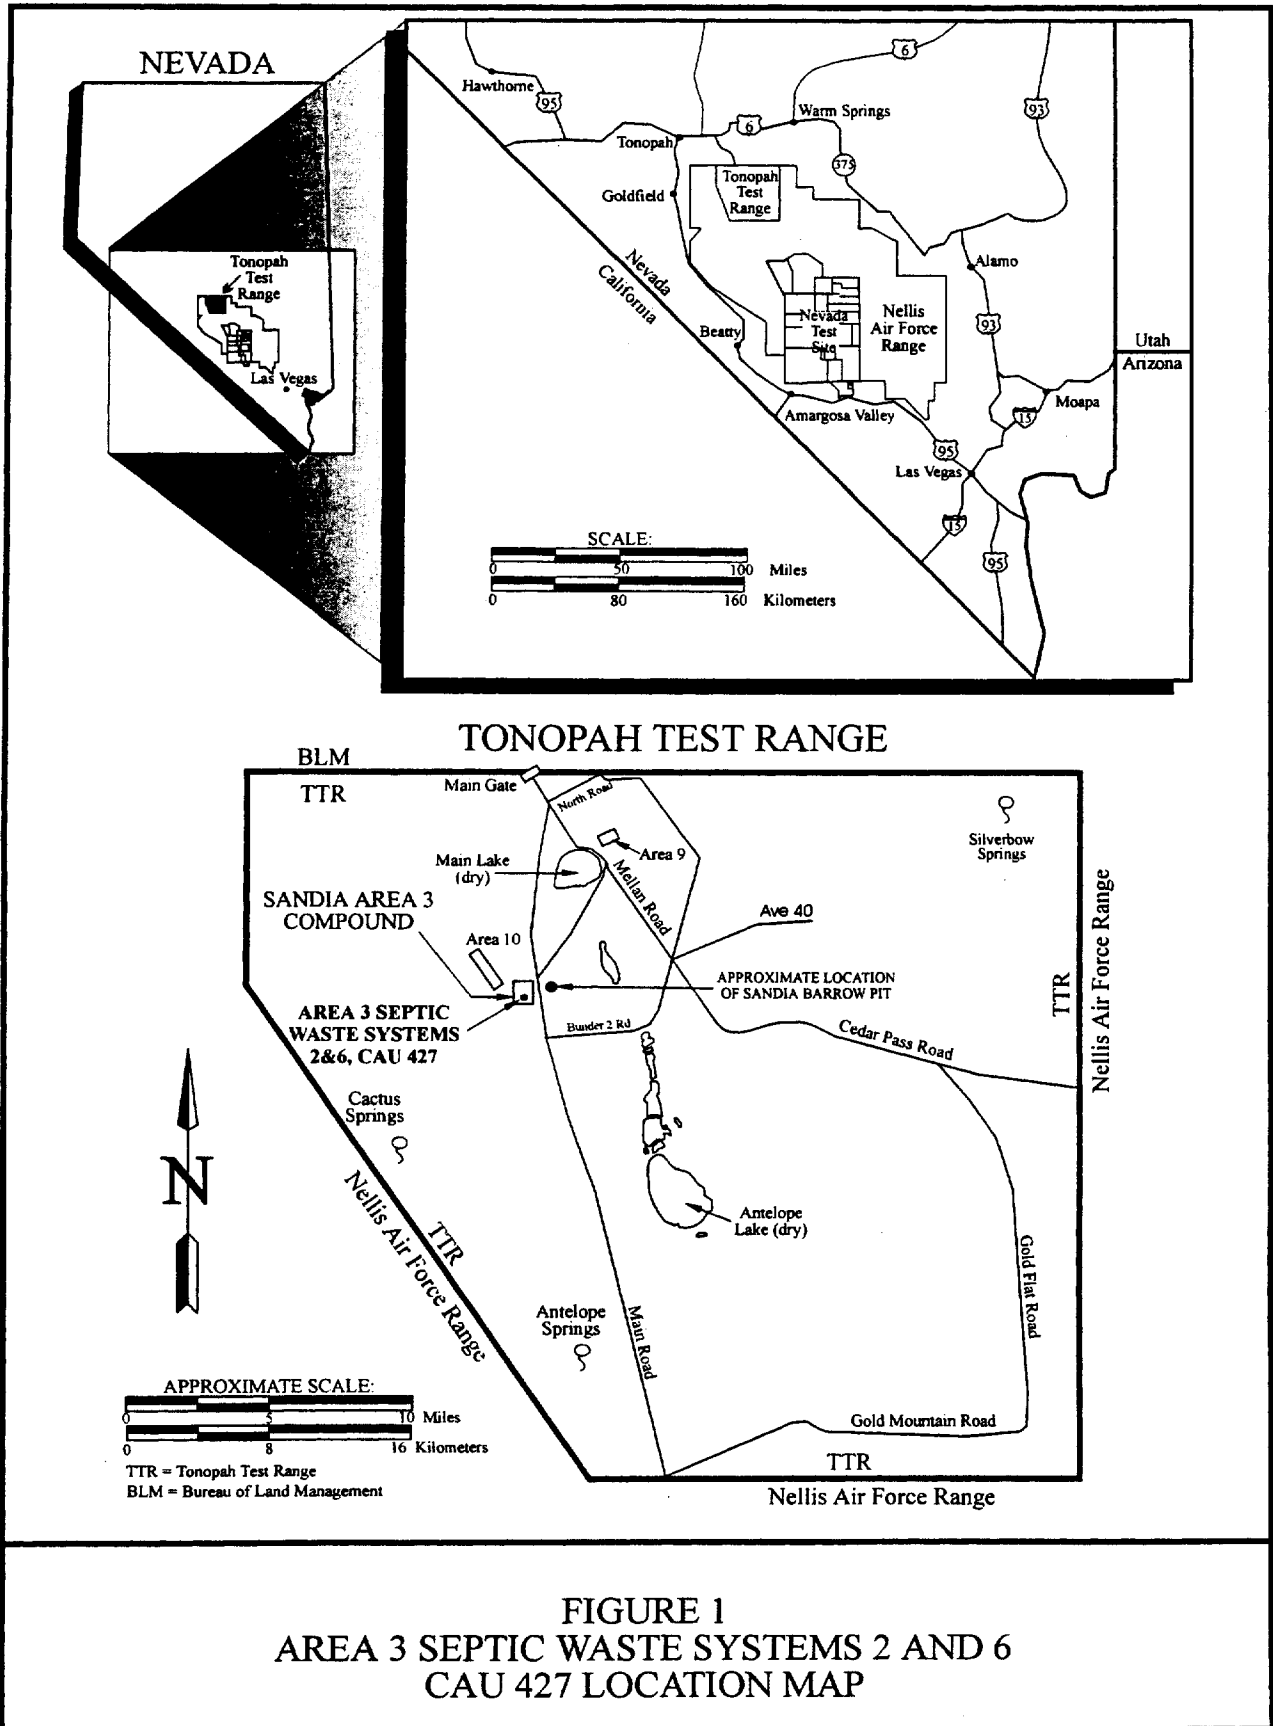 NEVADA
Tonopah
Test
Range
Las Vegas
6
Hawthorne
95
93
Warm Springs
6
Tonopah
375
Tonopah
Test
Range
Goldfield
Nevada
California
Alamo
Nevada
Test
Site
Nellis
Air Force
Range
93
Beatty
Utah
Arizona
Moapa
15
Amargosa Valley
95
Las Vegas
15
95
SCALE:
0 50 100 Miles
0 80 160 Kilometers
TONOPAH TEST RANGE
BLM
TTR
Main Gate
North Road
Silverbow
Springs
Area 9
Main Lake
(dry)
Mellan Road
SANDIA AREA 3
COMPOUND
Ave 40
Area 10
APPROXIMATE LOCATION
OF SANDIA BARROW PIT
TTR
Nellis Air Force Range
AREA 3 SEPTIC
WASTE SYSTEMS
2&6, CAU 427
Bunder 2 Rd
Cedar Pass Road
Cactus
Springs
N
TTR
Nellis Air Force Range
Antelope
Lake (dry)
Gold Flat Road
Antelope
Springs
Main Road
APPROXIMATE SCALE:
0 5 10 Miles
0 8 16 Kilometers
TTR = Tonopah Test Range
BLM = Bureau of Land Management
Gold Mountain Road
TTR
Nellis Air Force Range
FIGURE 1
AREA 3 SEPTIC WASTE SYSTEMS 2 AND 6
CAU 427 LOCATION MAP